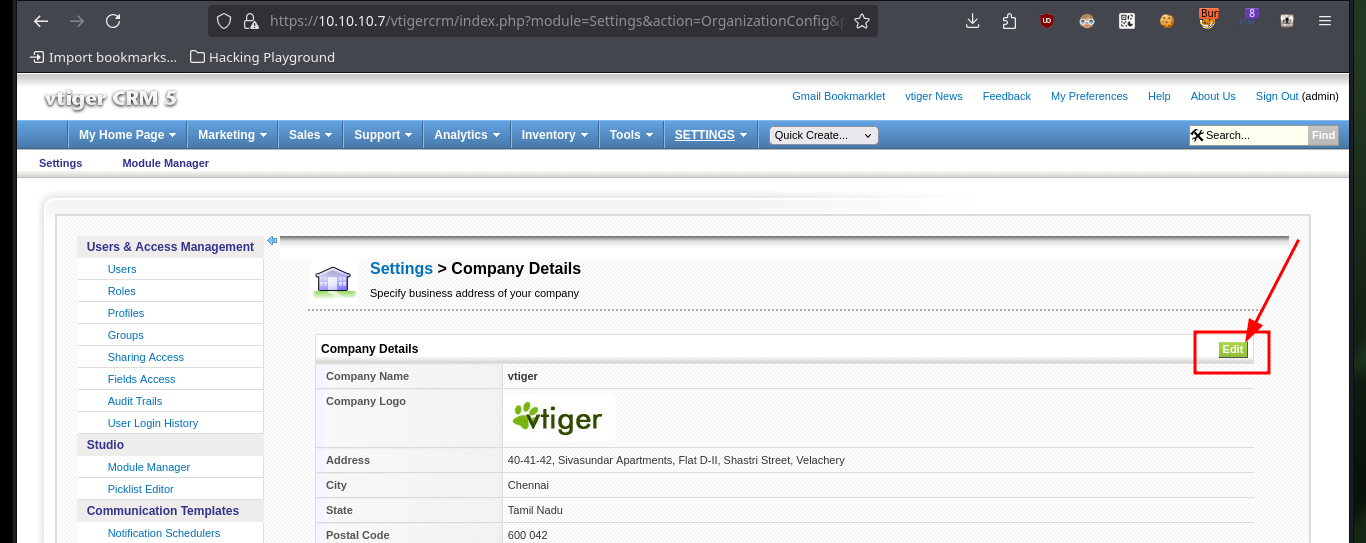 https://10.10.10.7/vtigercrm/index.php?module=Settings&action=OrganizationConfig&
UD
Bur
8
Import bookmarks... Hacking Playground
vtiger CRM 5
Gmail Bookmarklet vtiger News Feedback My Preferences Help About Us Sign Out (admin)
My Home Page Marketing Sales Support Analytics Inventory Tools SETTINGS Quick Create... Search... Find
Settings Module Manager
Users & Access Management
Users
Roles
Profiles
Groups
Sharing Access
Fields Access
Audit Trails
User Login History
Studio
Module Manager
Picklist Editor
Communication Templates
Notification Schedulers
Settings > Company Details
Specify business address of your company
Company Details Edit
Company Name vtiger
Company Logo vtiger
Address 40-41-42, Sivasundar Apartments, Flat D-II, Shastri Street, Velachery
City Chennai
State Tamil Nadu
Postal Code 600 042